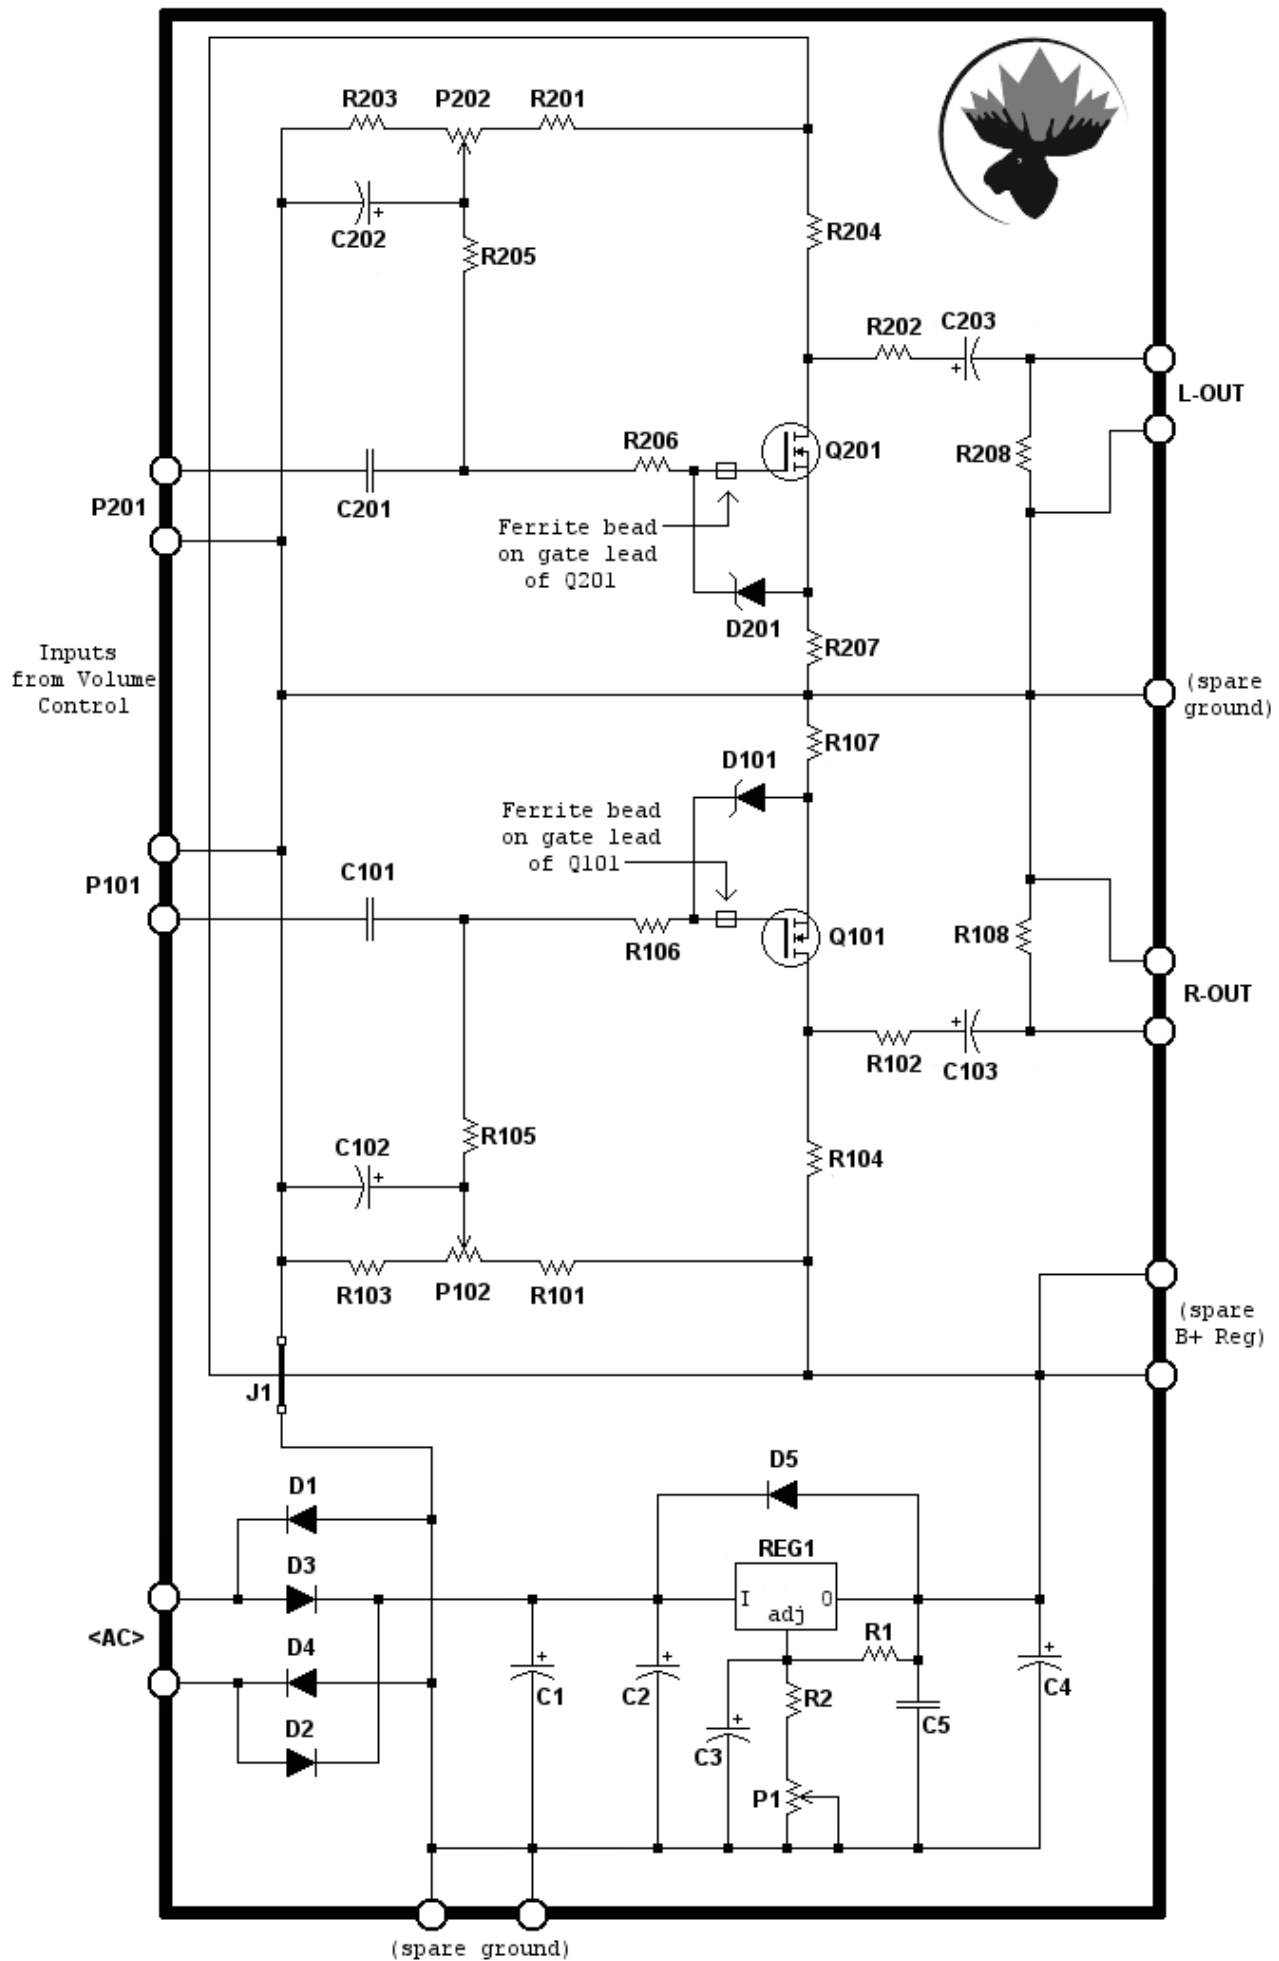 R203 P202 R201
C202 +
R205
R204
R202 C203
+
L-OUT
R206
Q201
R208
P201
C201
Ferrite bead
on gate lead
of Q201
D201
R207
Inputs
from Volume
Control
(spare
ground)
R107
D101
Ferrite bead
on gate lead
of Q101
C101
P101
R106
Q101
R108
R-OUT
+
R102 C103
R105
C102
+
R104
R103 P102 R101
(spare
B+ Reg)
J1
D5
D1
REG1
D3
I O
adj
<AC>
D4
R1
+ + +
C1 C2 R2 C4
D2
+
C3 C5
P1
(spare ground)